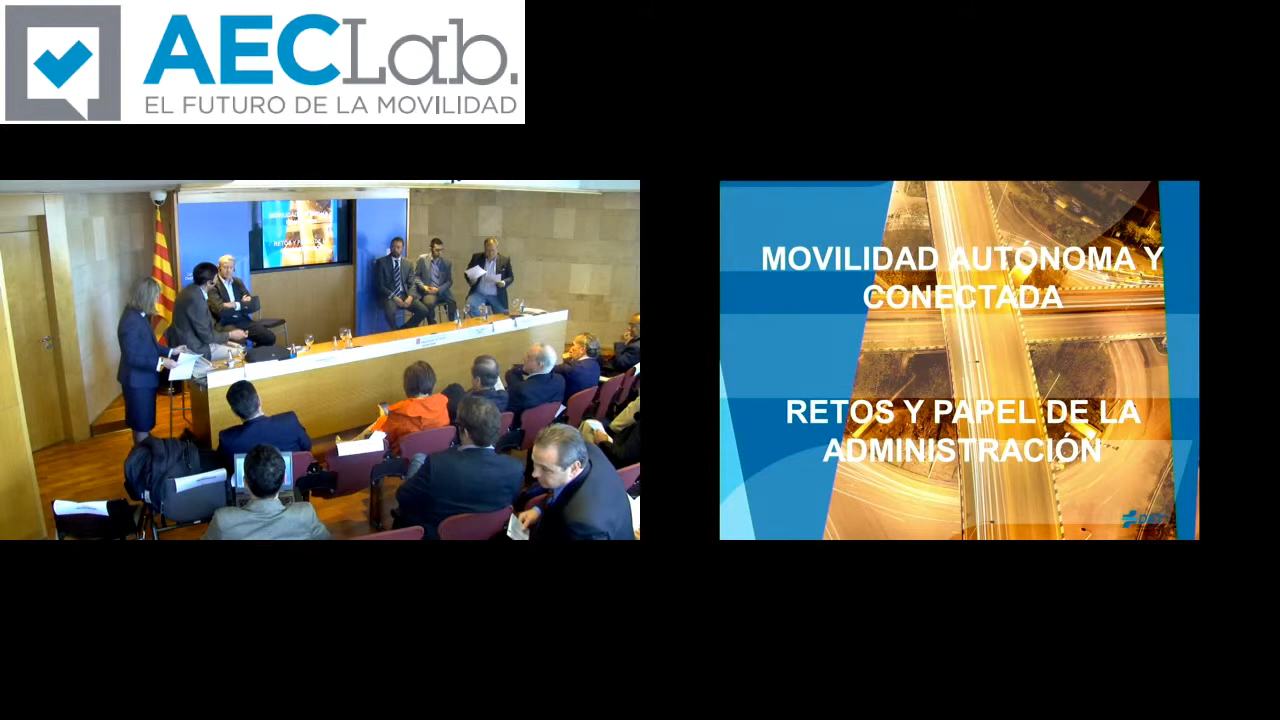 AECLab.
EL FUTURO DE LA MOVILIDAD
MOVILIDAD AUTÓNOMA Y
CONECTADA
RETOS Y PAPEL DE LA
ADMINISTRACIÓN